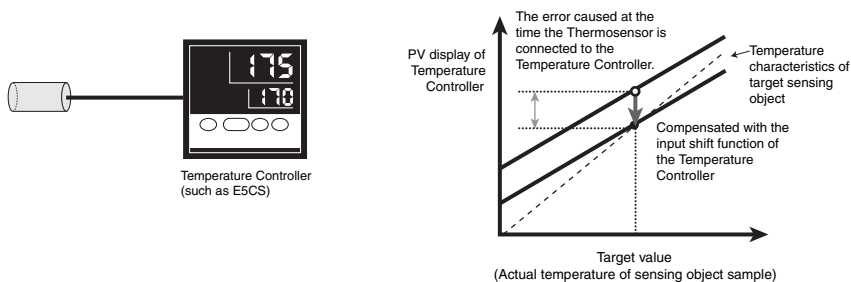 175
170
Temperature Controller
(such as E5CS)
The error caused at the
time the Thermosensor is
connected to the
Temperature Controller.
PV display of
Temperature
Controller
Temperature
characteristics of
target sensing
object
Compensated with the
input shift function of
the Temperature
Controller
Target value
(Actual temperature of sensing object sample)